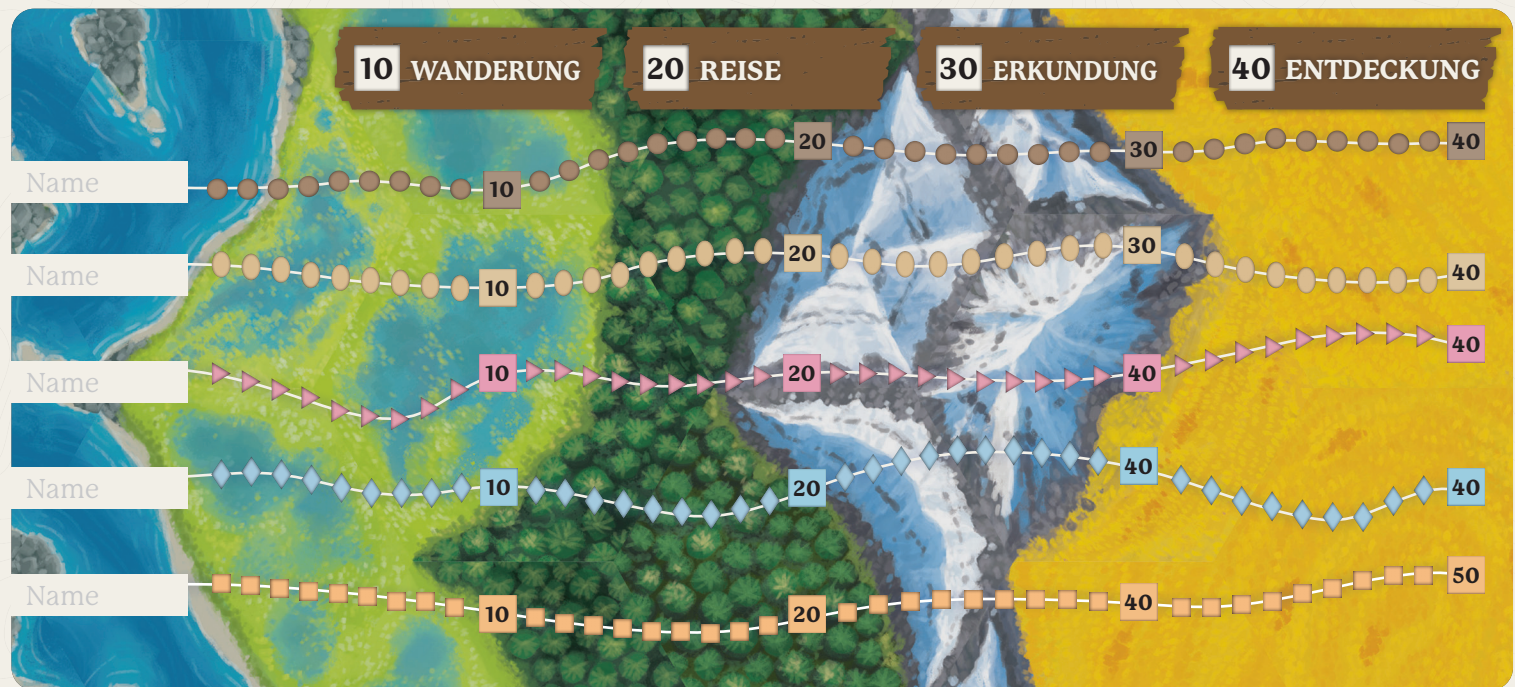 10 WANDERUNG 20 REISE 30 ERKUNDUNG 40 ENTDECKUNG
Name 10 20 30 40
Name 10 20 30 40
Name 10 20 40 40
Name 10 20 40 40
Name 10 20 40 50